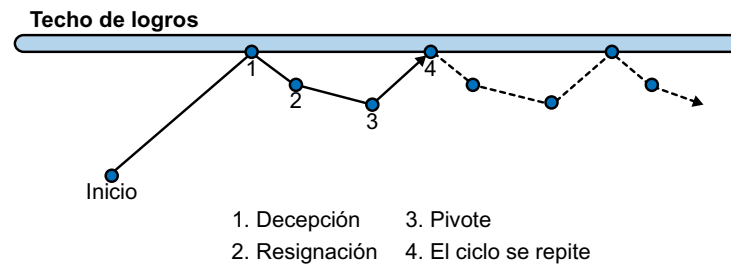 Techo de logros
1
4
2
3
Inicio
1. Decepción 3. Pivote
2. Resignación 4. El ciclo se repite